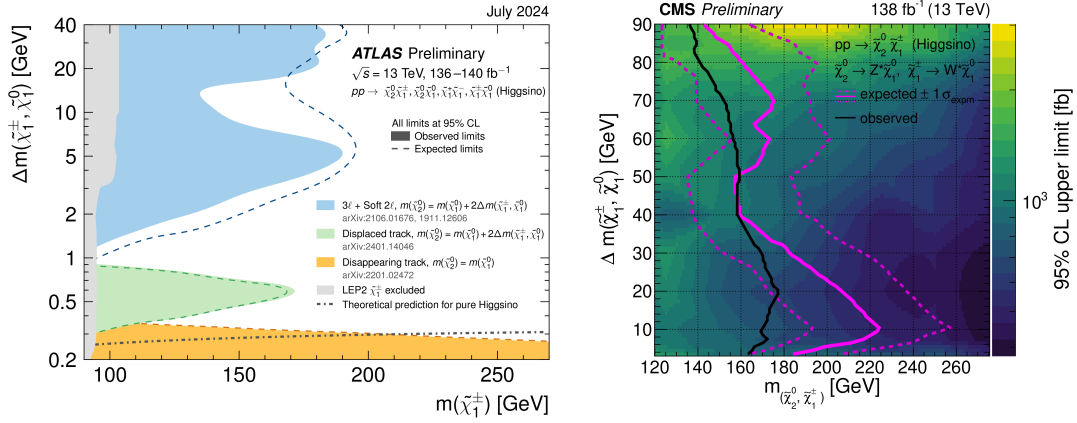 July 2024
ATLAS Preliminary
√s = 13 TeV, 136−140 fb⁻¹
pp → χ̃⁰₂χ̃±₁, χ̃⁰₂χ̃⁰₁, χ̃⁺₁χ̃⁻₁, χ̃±₁χ̃⁰₁ (Higgsino)
All limits at 95% CL
Observed limits
Expected limits
3ℓ + Soft 2ℓ, m(χ̃⁰₂) = m(χ̃⁰₁) + 2Δm(χ̃±₁, χ̃⁰₁)
arXiv:2106.01676, 1911.12606
Displaced track, m(χ̃⁰₂) = m(χ̃⁰₁) + 2Δm(χ̃±₁, χ̃⁰₁)
arXiv:2401.14046
Disappearing track, m(χ̃⁰₂) = m(χ̃⁰₁)
arXiv:2201.02472
LEP2 χ̃±₁ excluded
Theoretical prediction for pure Higgsino
Δm(χ̃±₁, χ̃⁰₁) [GeV]
40
20
10
5
2
1
0.5
0.2
100 150 200 250
m(χ̃±₁) [GeV]
CMS Preliminary 138 fb⁻¹ (13 TeV)
pp → χ̃⁰₂ χ̃±₁ (Higgsino)
χ̃⁰₂ → Z*χ̃⁰₁, χ̃±₁ → W*χ̃⁰₁
expected ± 1 σexpm
observed
Δ m(χ̃±₁, χ̃⁰₁) [GeV]
90
80
70
60
50
40
30
20
10
120 140 160 180 200 220 240 260
m(χ̃⁰₂, χ̃±₁) [GeV]
10³
95% CL upper limit [fb]